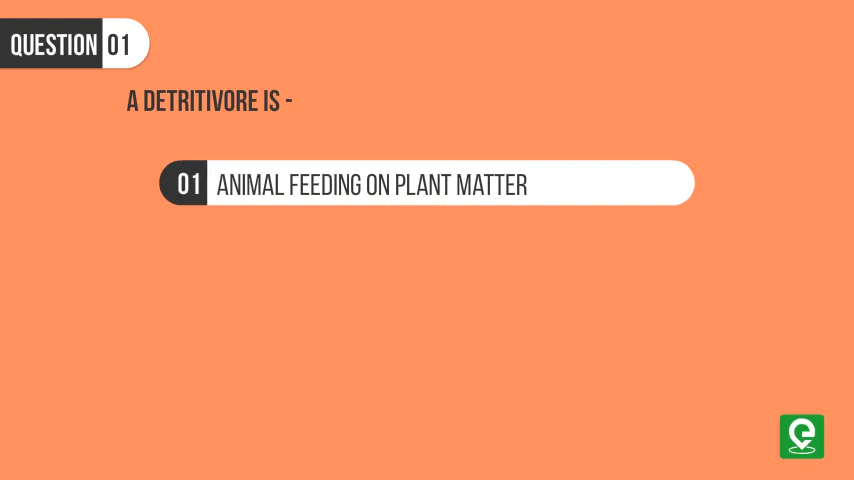 QUESTION 01
A DETRITIVORE IS -
01 ANIMAL FEEDING ON PLANT MATTER